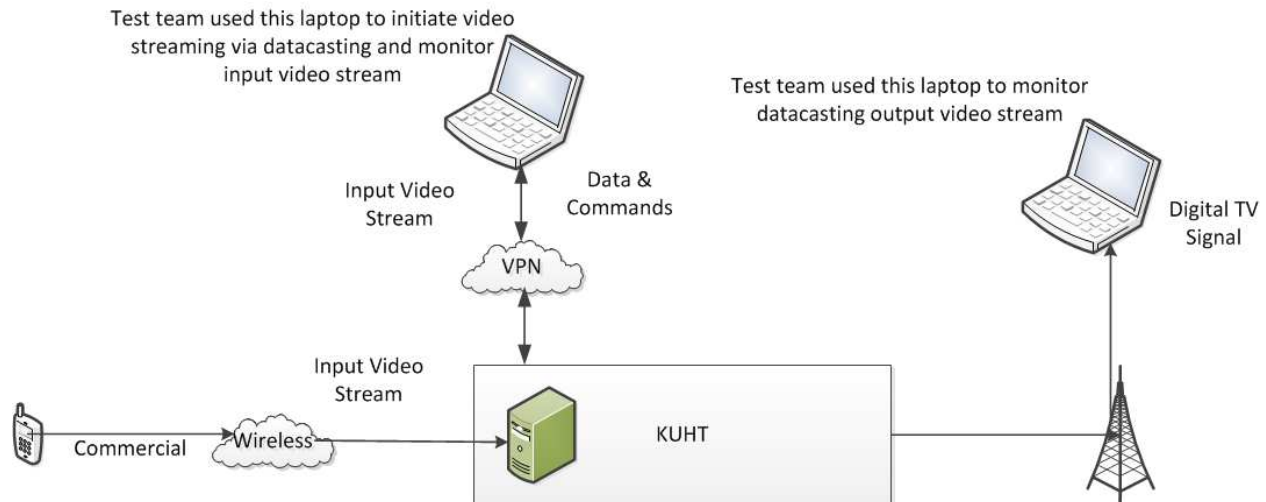 Test team used this laptop to initiate video
streaming via datacasting and monitor
input video stream
Test team used this laptop to monitor
datacasting output video stream
Input Video
Stream
Data &
Commands
Digital TV
Signal
VPN
Input Video
Stream
Commercial
Wireless
KUHT